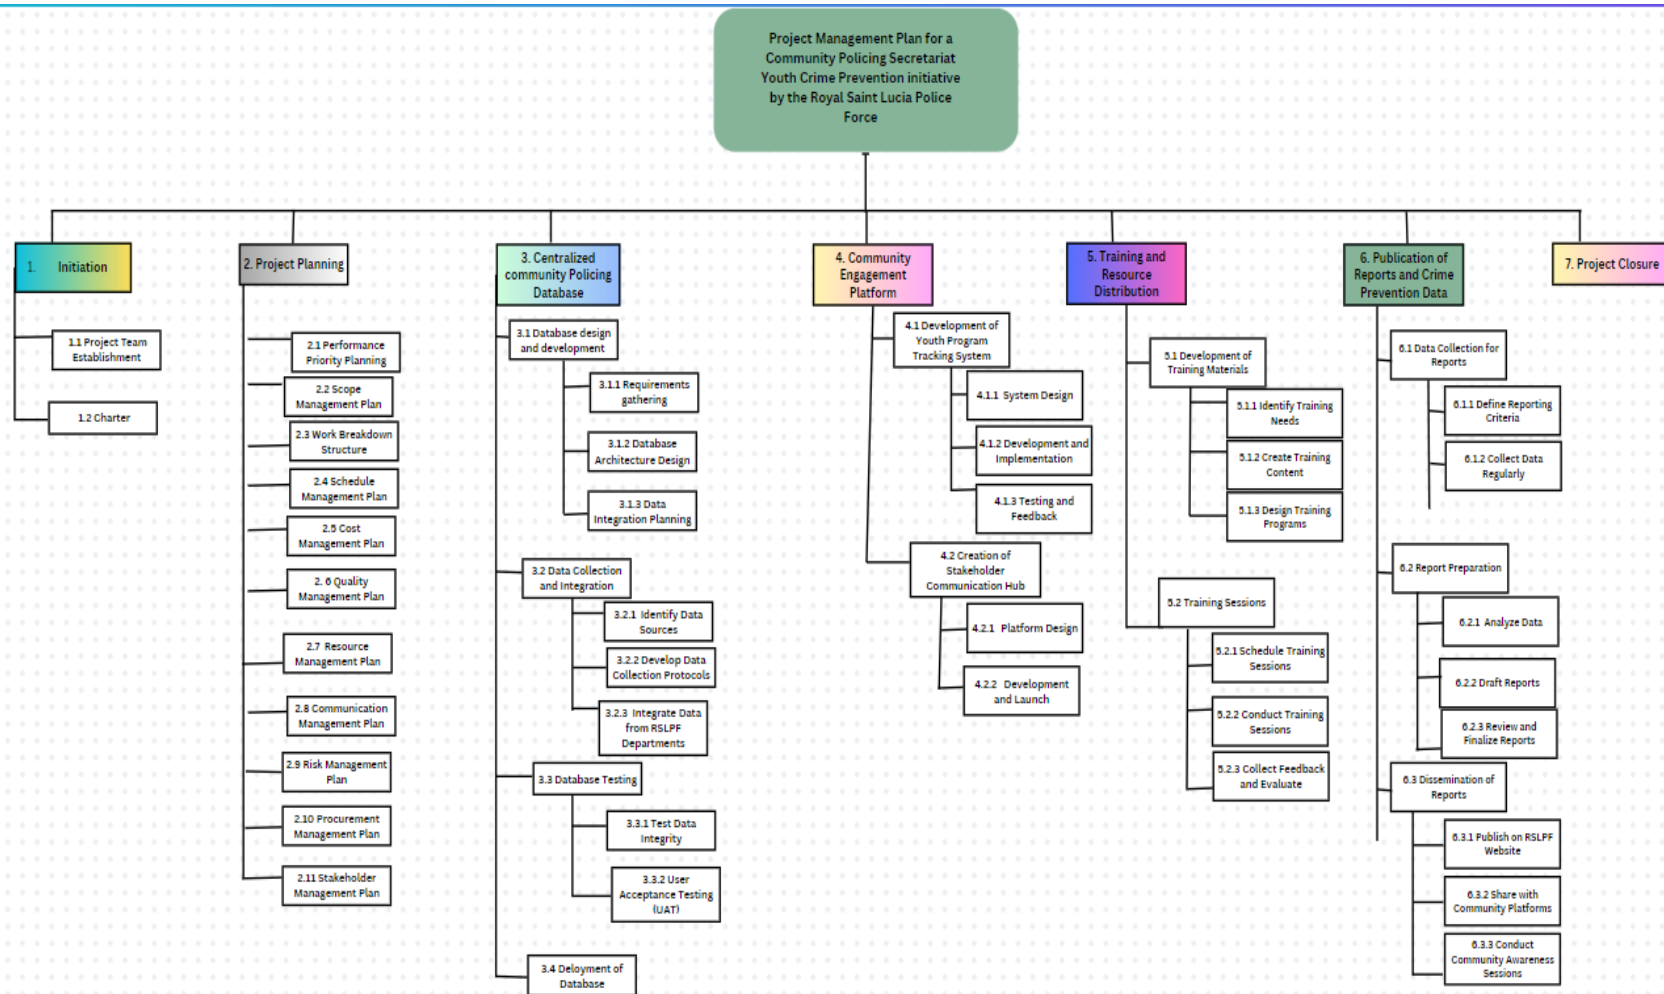 Project Management Plan for a
Community Policing Secretariat
Youth Crime Prevention initiative
by the Royal Saint Lucia Police
Force
1. Initiation
1.1 Project Team
Establishment
1.2 Charter
2. Project Planning
2.1 Performance
Priority Planning
2.2 Scope
Management Plan
2.3 Work Breakdown
Structure
2.4 Schedule
Management Plan
2.5 Cost
Management Plan
2. 6 Quality
Management Plan
2.7 Resource
Management Plan
2.8 Communication
Management Plan
2.9 Risk Management
Plan
2.10 Procurement
Management Plan
2.11 Stakeholder
Management Plan
3. Centralized
community Policing
Database
3.1 Database design
and development
3.1.1 Requirements
gathering
3.1.2 Database
Architecture Design
3.1.3 Data
Integration Planning
3.2 Data Collection
and Integration
3.2.1 Identify Data
Sources
3.2.2 Develop Data
Collection Protocols
3.2.3 Integrate Data
from RSLPF
Departments
3.3 Database Testing
3.3.1 Test Data
Integrity
3.3.2 User
Acceptance Testing
(UAT)
3.4 Deloyment of
Database
4. Community
Engagement
Platform
4.1 Development of
Youth Program
Tracking System
4.1.1 System Design
4.1.2 Development and
Implementation
4.1.3 Testing and
Feedback
4.2 Creation of
Stakeholder
Communication Hub
4.2.1 Platform Design
4.2.2 Development
and Launch
5. Training and
Resource
Distribution
5.1 Development of
Training Materials
5.1.1 Identify Training
Needs
5.1.2 Create Training
Content
5.1.3 Design Training
Programs
5.2 Training Sessions
5.2.1 Schedule Training
Sessions
5.2.2 Conduct Training
Sessions
5.2.3 Collect Feedback
and Evaluate
6. Publication of
Reports and Crime
Prevention Data
6.1 Data Collection for
Reports
6.1.1 Define Reporting
Criteria
6.1.2 Collect Data
Regularly
6.2 Report Preparation
6.2.1 Analyze Data
6.2.2 Draft Reports
6.2.3 Review and
Finalize Reports
6.3 Dissemination of
Reports
6.3.1 Publish on RSLPF
Website
6.3.2 Share with
Community Platforms
6.3.3 Conduct
Community Awareness
Sessions
7. Project Closure